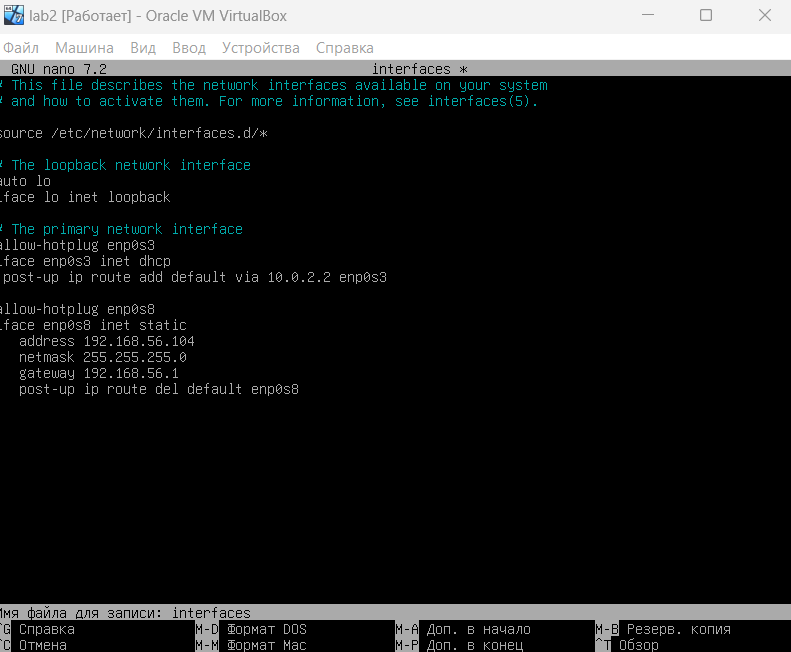 lab2 [Работает] - Oracle VM VirtualBox
Файл Машина Вид Ввод Устройства Справка
GNU nano 7.2 interfaces *
# This file describes the network interfaces available on your system
# and how to activate them. For more information, see interfaces(5).
source /etc/network/interfaces.d/*
# The loopback network interface
auto lo
iface lo inet loopback
# The primary network interface
allow-hotplug enp0s3
iface enp0s3 inet dhcp
post-up ip route add default via 10.0.2.2 enp0s3
allow-hotplug enp0s8
iface enp0s8 inet static
address 192.168.56.104
netmask 255.255.255.0
gateway 192.168.56.1
post-up ip route del default enp0s8
Имя файла для записи: interfaces
^G Справка M-D Формат DOS M-A Доп. в начало M-B Резерв. копия
^C Отмена M-M Формат Mac M-P Доп. в конец ^T Обзор